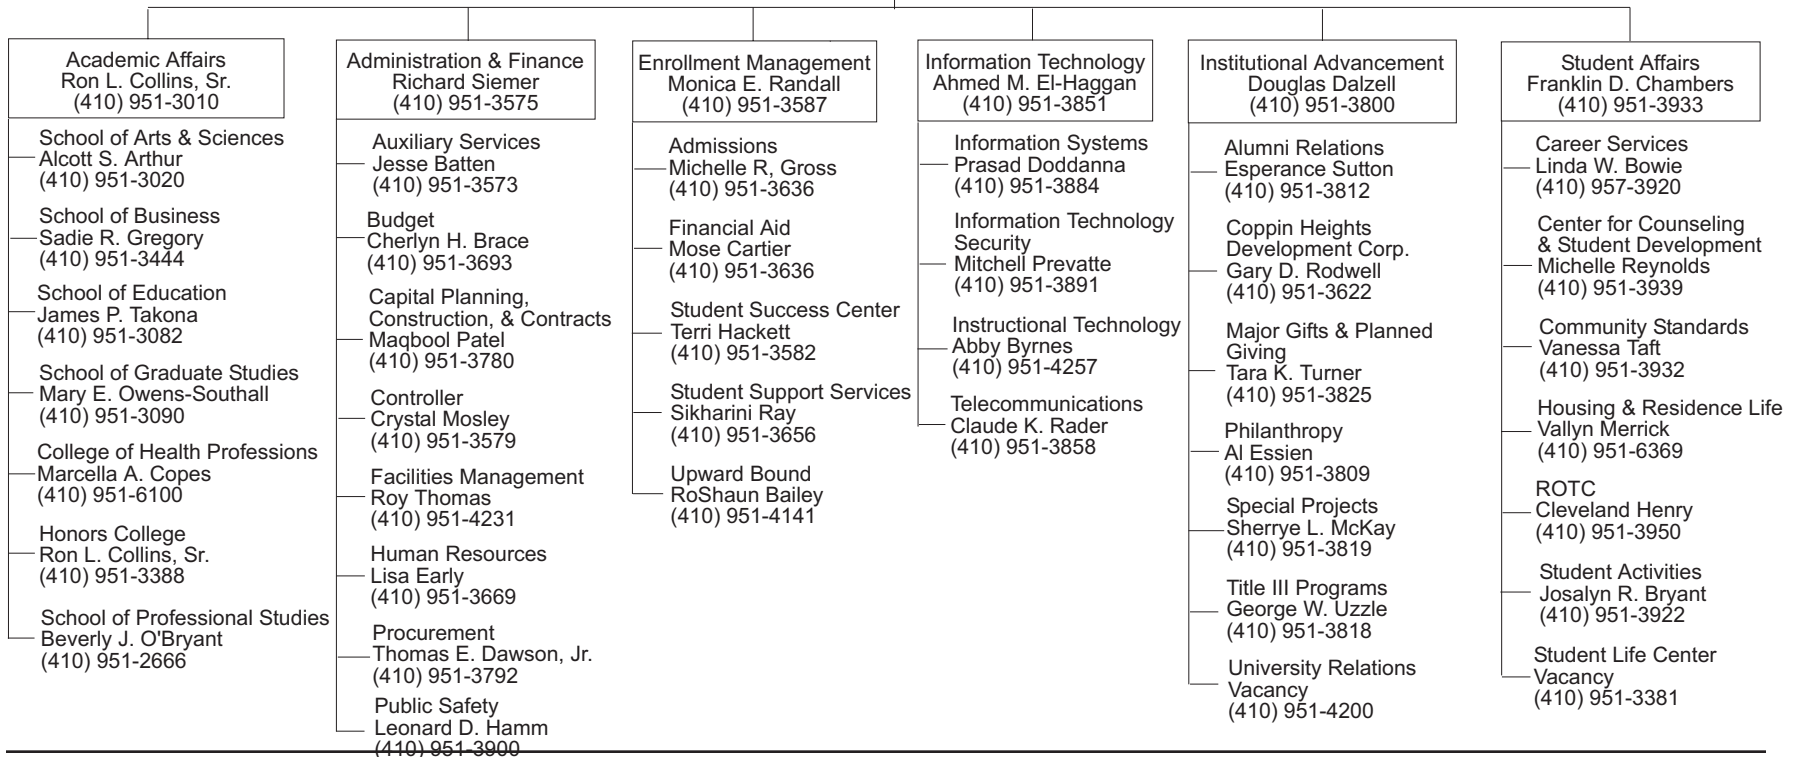 Academic Affairs
Ron L. Collins, Sr.
(410) 951-3010
School of Arts & Sciences
Alcott S. Arthur
(410) 951-3020
School of Business
Sadie R. Gregory
(410) 951-3444
School of Education
James P. Takona
(410) 951-3082
School of Graduate Studies
Mary E. Owens-Southall
(410) 951-3090
College of Health Professions
Marcella A. Copes
(410) 951-6100
Honors College
Ron L. Collins, Sr.
(410) 951-3388
School of Professional Studies
Beverly J. O'Bryant
(410) 951-2666
Administration & Finance
Richard Siemer
(410) 951-3575
Auxiliary Services
Jesse Batten
(410) 951-3573
Budget
Cherlyn H. Brace
(410) 951-3693
Capital Planning,
Construction, & Contracts
Maqbool Patel
(410) 951-3780
Controller
Crystal Mosley
(410) 951-3579
Facilities Management
Roy Thomas
(410) 951-4231
Human Resources
Lisa Early
(410) 951-3669
Procurement
Thomas E. Dawson, Jr.
(410) 951-3792
Public Safety
Leonard D. Hamm
(410) 951-3900
Enrollment Management
Monica E. Randall
(410) 951-3587
Admissions
Michelle R, Gross
(410) 951-3636
Financial Aid
Mose Cartier
(410) 951-3636
Student Success Center
Terri Hackett
(410) 951-3582
Student Support Services
Sikharini Ray
(410) 951-3656
Upward Bound
RoShaun Bailey
(410) 951-4141
Information Technology
Ahmed M. El-Haggan
(410) 951-3851
Information Systems
Prasad Doddanna
(410) 951-3884
Information Technology
Security
Mitchell Prevatte
(410) 951-3891
Instructional Technology
Abby Byrnes
(410) 951-4257
Telecommunications
Claude K. Rader
(410) 951-3858
Institutional Advancement
Douglas Dalzell
(410) 951-3800
Alumni Relations
Esperance Sutton
(410) 951-3812
Coppin Heights
Development Corp.
Gary D. Rodwell
(410) 951-3622
Major Gifts & Planned
Giving
Tara K. Turner
(410) 951-3825
Philanthropy
Al Essien
(410) 951-3809
Special Projects
Sherrye L. McKay
(410) 951-3819
Title III Programs
George W. Uzzle
(410) 951-3818
University Relations
Vacancy
(410) 951-4200
Student Affairs
Franklin D. Chambers
(410) 951-3933
Career Services
Linda W. Bowie
(410) 957-3920
Center for Counseling
& Student Development
Michelle Reynolds
(410) 951-3939
Community Standards
Vanessa Taft
(410) 951-3932
Housing & Residence Life
Vallyn Merrick
(410) 951-6369
ROTC
Cleveland Henry
(410) 951-3950
Student Activities
Josalyn R. Bryant
(410) 951-3922
Student Life Center
Vacancy
(410) 951-3381